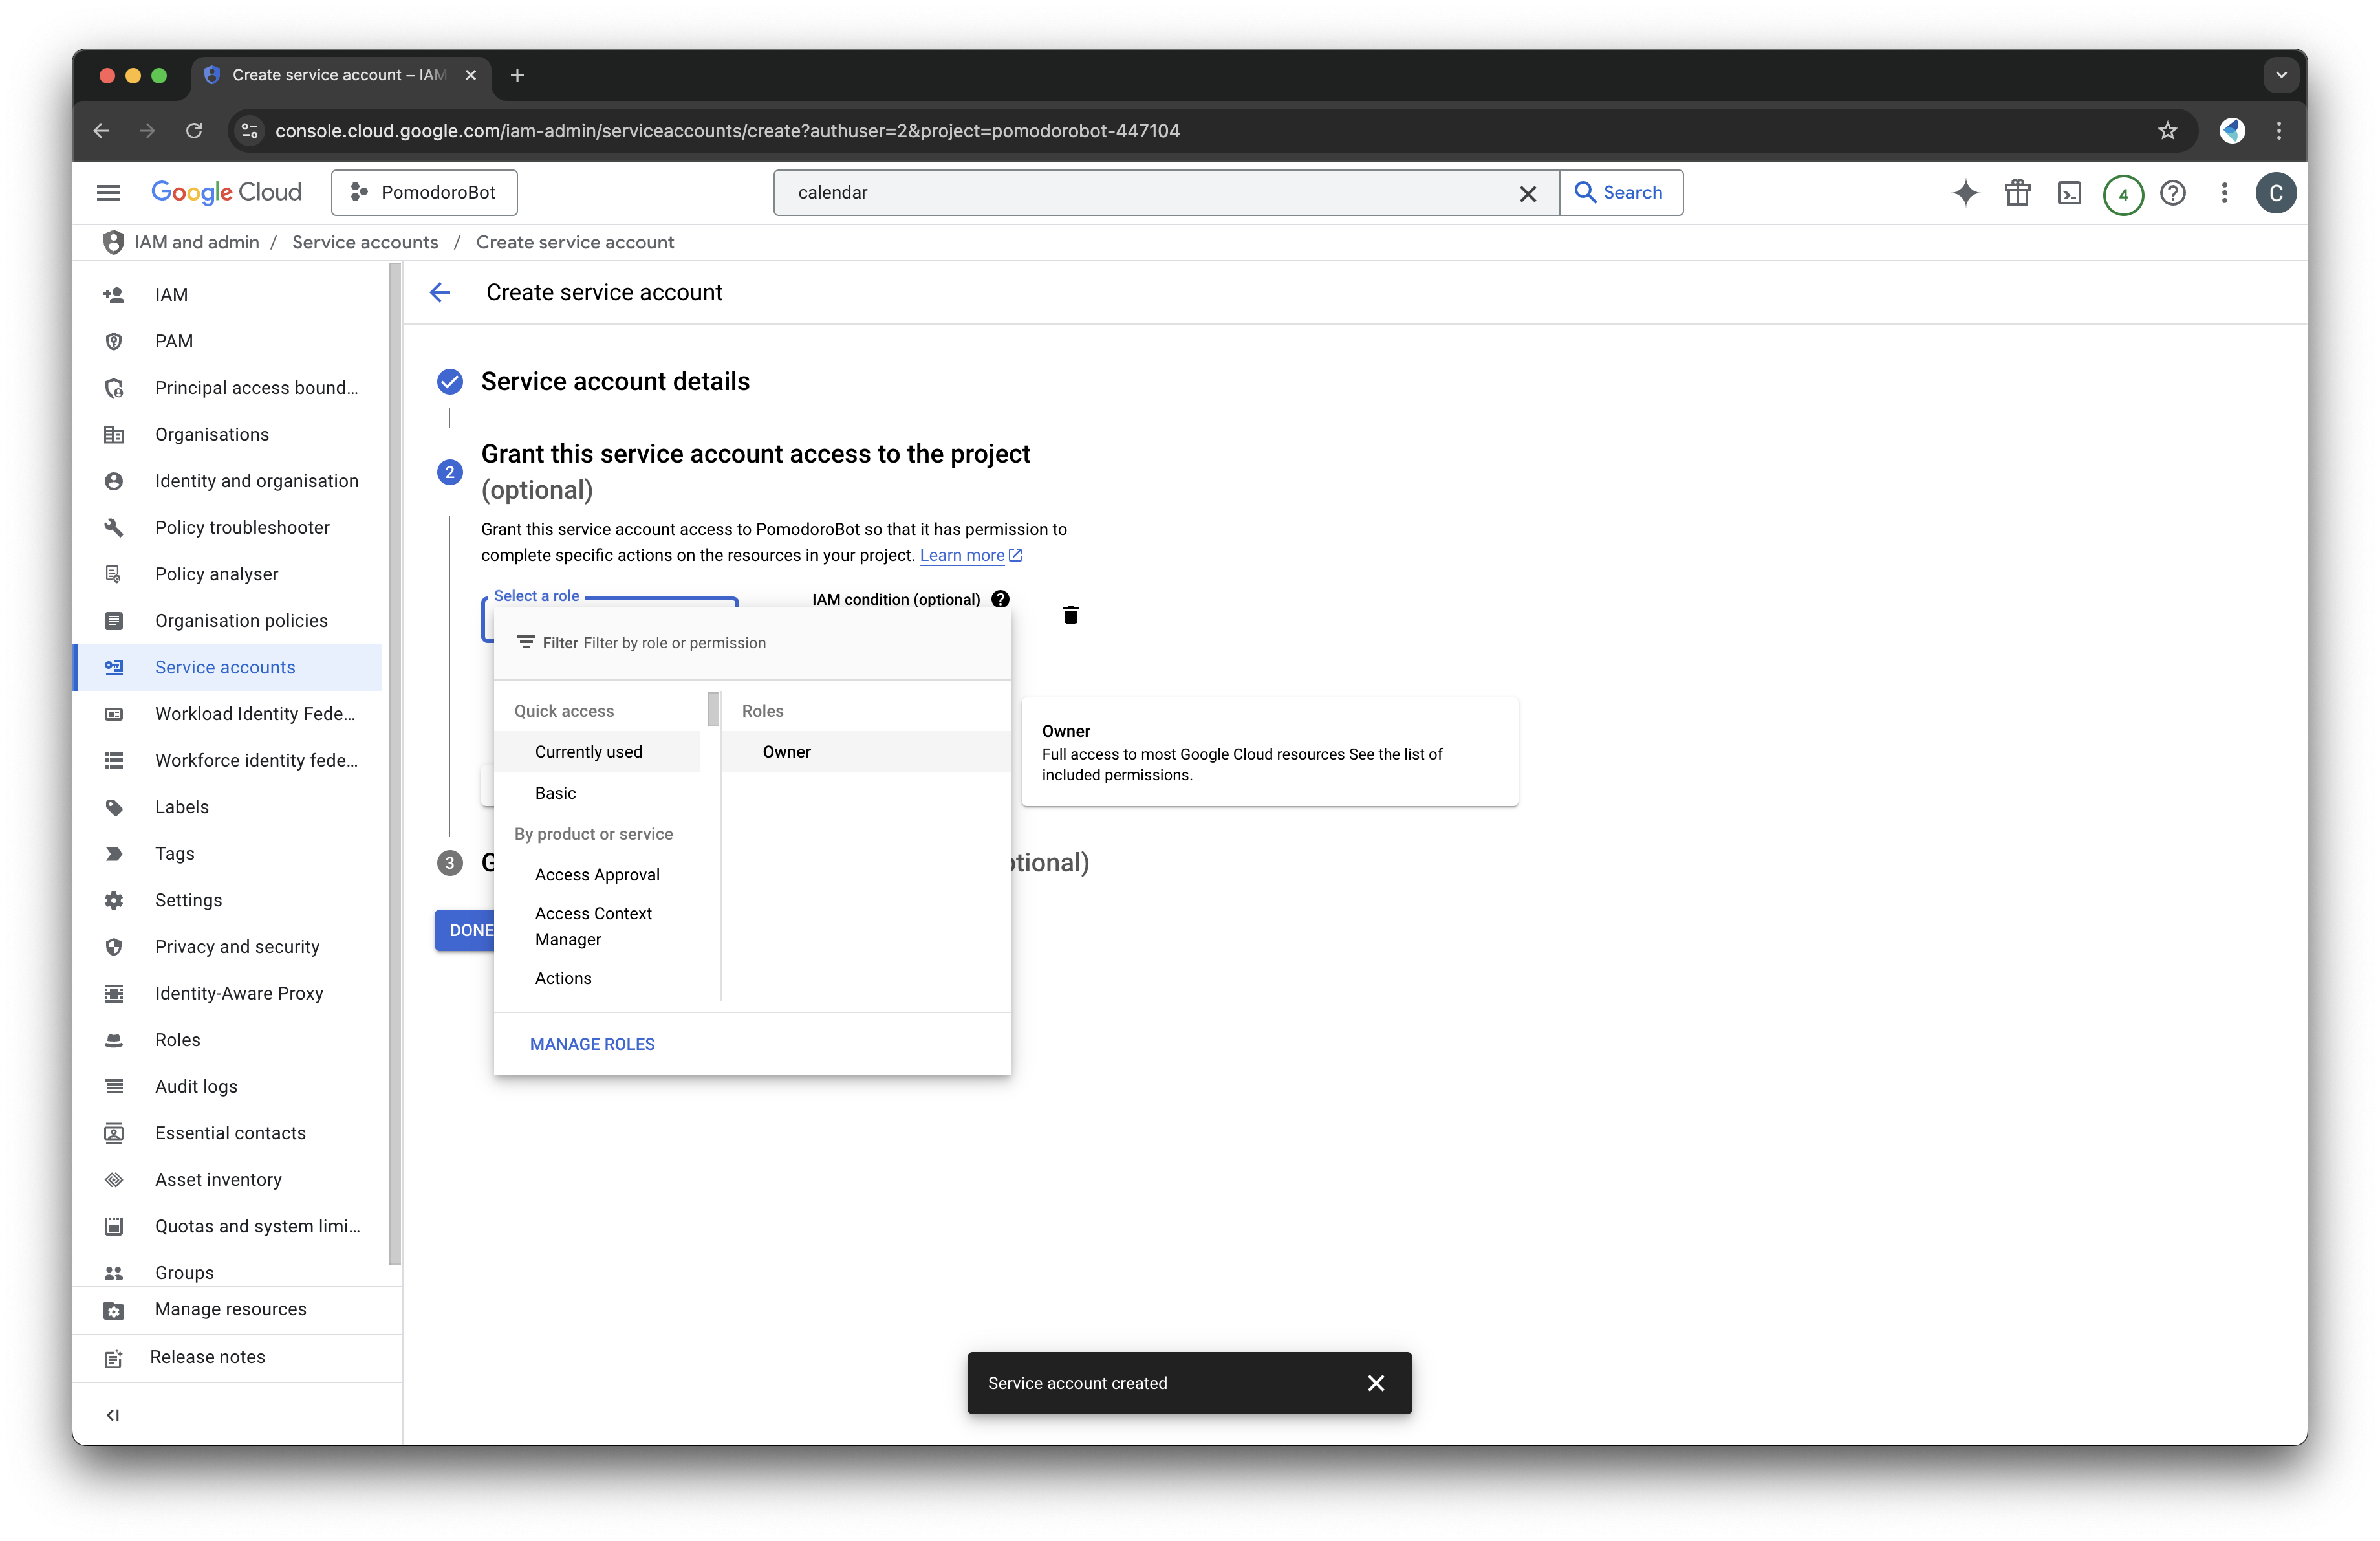 Create service account – IAM
console.cloud.google.com/iam-admin/serviceaccounts/create?authuser=2&project=pomodorobot-447104
Google Cloud
PomodoroBot
calendar
Search
4
C
IAM and admin / Service accounts / Create service account
IAM
PAM
Principal access bound...
Organisations
Identity and organisation
Policy troubleshooter
Policy analyser
Organisation policies
Service accounts
Workload Identity Fede...
Workforce identity fede...
Labels
Tags
Settings
Privacy and security
Identity-Aware Proxy
Roles
Audit logs
Essential contacts
Asset inventory
Quotas and system limi...
Groups
Manage resources
Release notes
Create service account
Service account details
2
Grant this service account access to the project
(optional)
Grant this service account access to PomodoroBot so that it has permission to
complete specific actions on the resources in your project. Learn more
Select a role
IAM condition (optional)
Filter Filter by role or permission
Quick access
Currently used
Basic
By product or service
Access Approval
Access Context
Manager
Actions
Roles
Owner
MANAGE ROLES
Owner
Full access to most Google Cloud resources See the list of
included permissions.
3 G
ptional)
DONE
Service account created